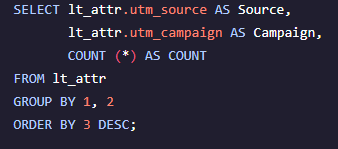 SELECT lt_attr.utm_source AS Source,
lt_attr.utm_campaign AS Campaign,
COUNT (*) AS COUNT
FROM lt_attr
GROUP BY 1, 2
ORDER BY 3 DESC;